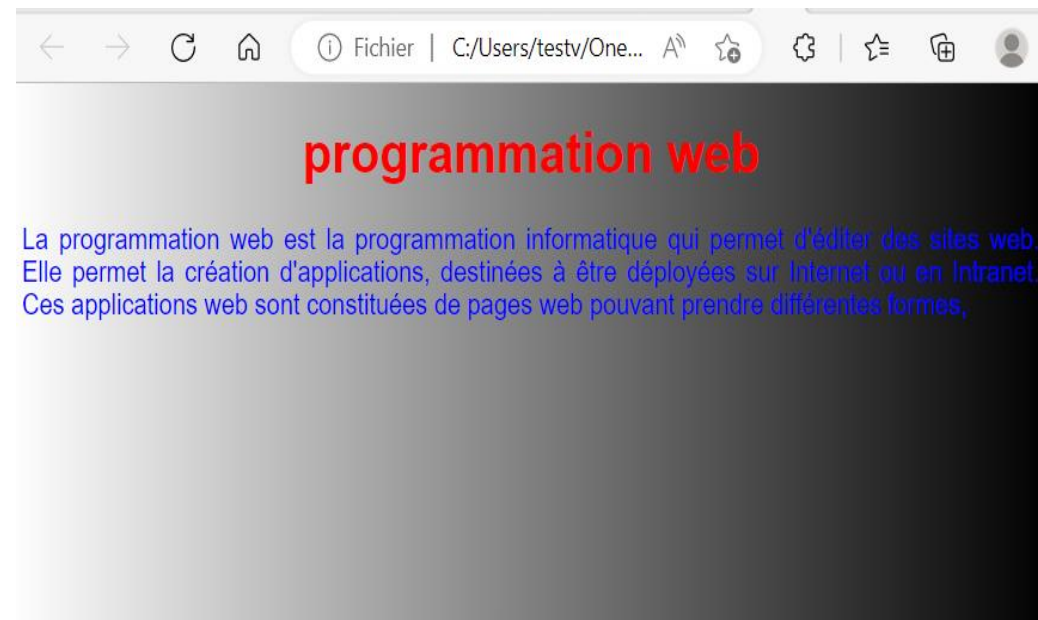 Fichier | C:/Users/testv/One...
programmation web
La programmation web est la programmation informatique qui permet d'éditer des sites web.
Elle permet la création d'applications, destinées à être déployées sur Internet ou en Intranet.
Ces applications web sont constituées de pages web pouvant prendre différentes formes,